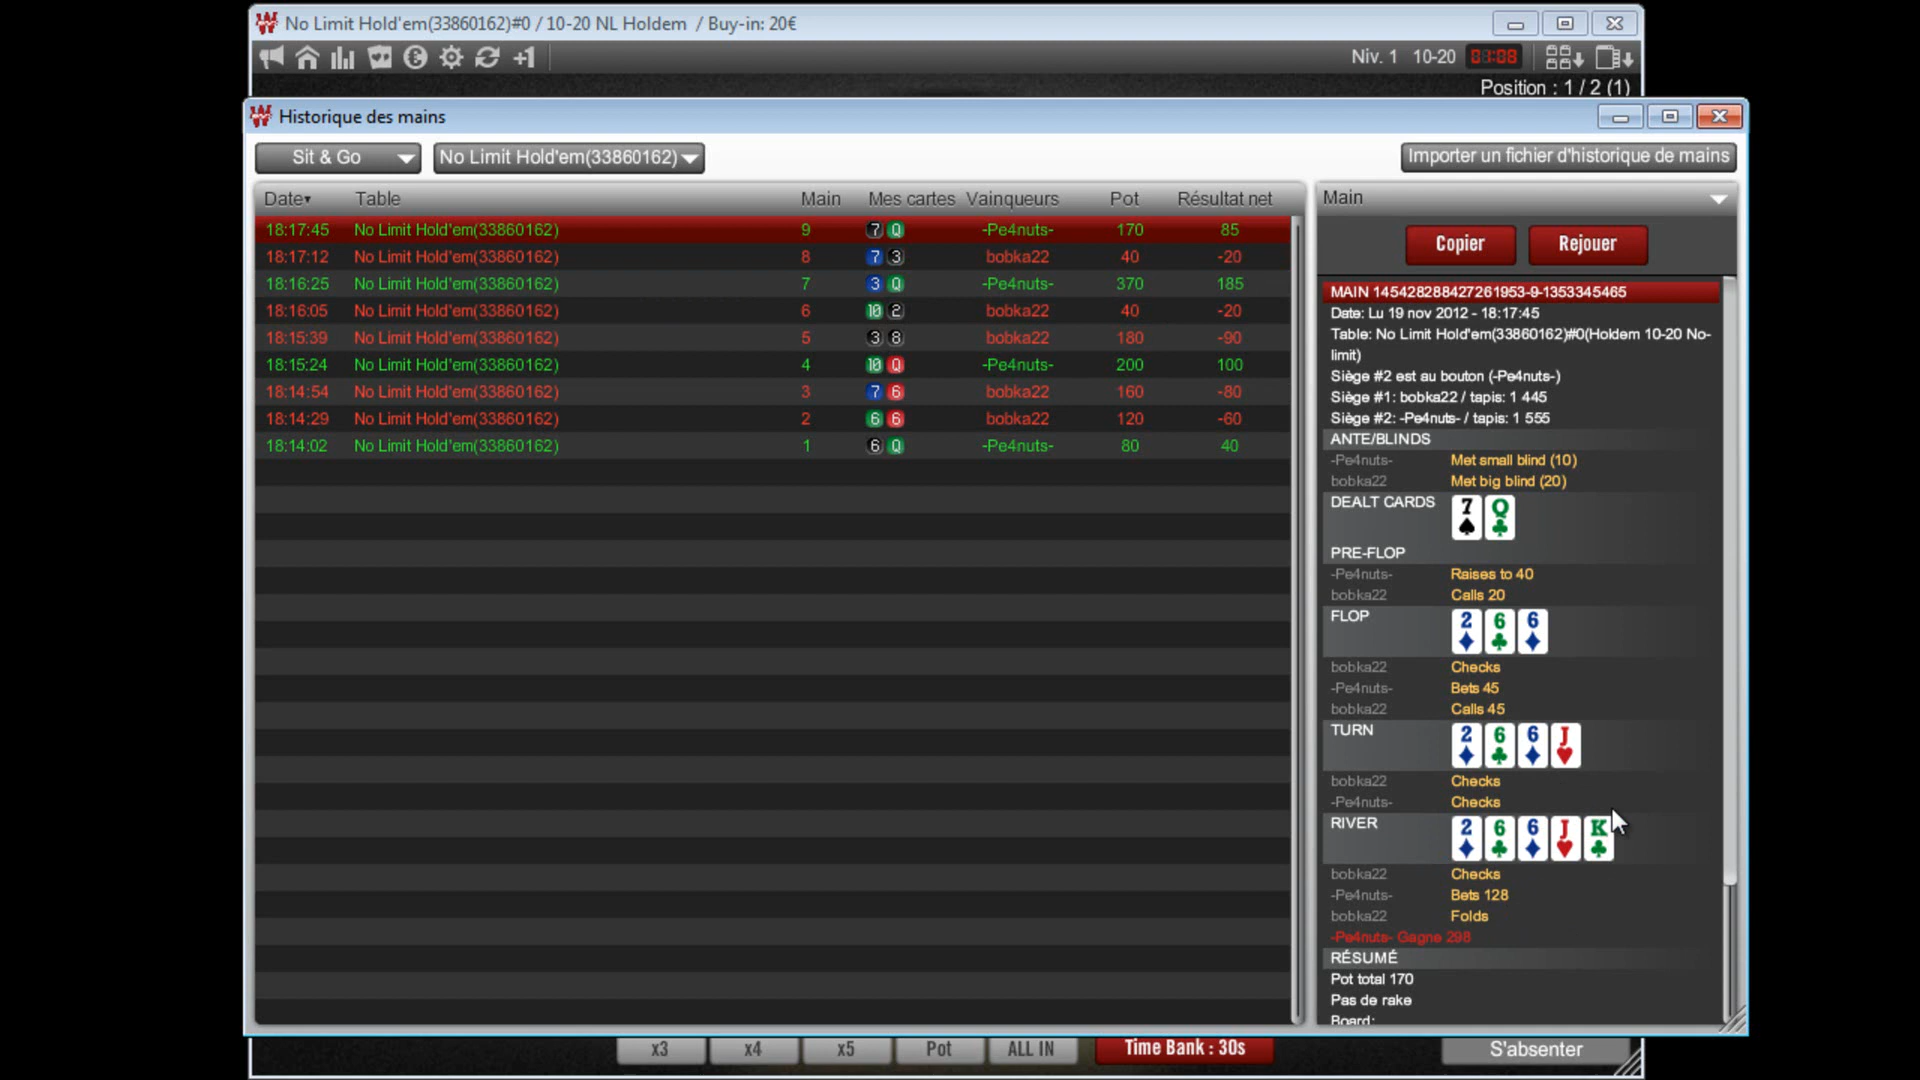 No Limit Hold'em(33860162)#0 / 10-20 NL Holdem / Buy-in: 20€
+1
Niv. 1 10-20 01:08
Position : 1 / 2 (1)
Historique des mains
Sit & Go No Limit Hold'em(33860162) Importer un fichier d'historique de mains
Date Table Main Mes cartes Vainqueurs Pot Résultat net
18:17:45 No Limit Hold'em(33860162) 9 7 Q -Pe4nuts- 170 85
18:17:12 No Limit Hold'em(33860162) 8 7 3 bobka22 40 -20
18:16:25 No Limit Hold'em(33860162) 7 3 Q -Pe4nuts- 370 185
18:16:05 No Limit Hold'em(33860162) 6 10 2 bobka22 40 -20
18:15:39 No Limit Hold'em(33860162) 5 3 8 bobka22 180 -90
18:15:24 No Limit Hold'em(33860162) 4 10 Q -Pe4nuts- 200 100
18:14:54 No Limit Hold'em(33860162) 3 7 6 bobka22 160 -80
18:14:29 No Limit Hold'em(33860162) 2 6 6 bobka22 120 -60
18:14:02 No Limit Hold'em(33860162) 1 6 Q -Pe4nuts- 80 40
Main
Copier Rejouer
MAIN 145428288427261953-9-1353345465
Date: Lu 19 nov 2012 - 18:17:45
Table: No Limit Hold'em(33860162)#0(Holdem 10-20 No-
limit)
Siège #2 est au bouton (-Pe4nuts-)
Siège #1: bobka22 / tapis: 1 445
Siège #2: -Pe4nuts- / tapis: 1 555
ANTE/BLINDS
-Pe4nuts- Met small blind (10)
bobka22 Met big blind (20)
DEALT CARDS 7♠ Q♣
PRE-FLOP
-Pe4nuts- Raises to 40
bobka22 Calls 20
FLOP 2♦ 6♣ 6♦
bobka22 Checks
-Pe4nuts- Bets 45
bobka22 Calls 45
TURN 2♦ 6♣ 6♦ J♥
bobka22 Checks
-Pe4nuts- Checks
RIVER 2♦ 6♣ 6♦ J♥ K♣
bobka22 Checks
-Pe4nuts- Bets 128
bobka22 Folds
-Pe4nuts- Gagne 298
RÉSUMÉ
Pot total 170
Pas de rake
Board:
x3 x4 x5 Pot ALL IN Time Bank : 30s S'absenter